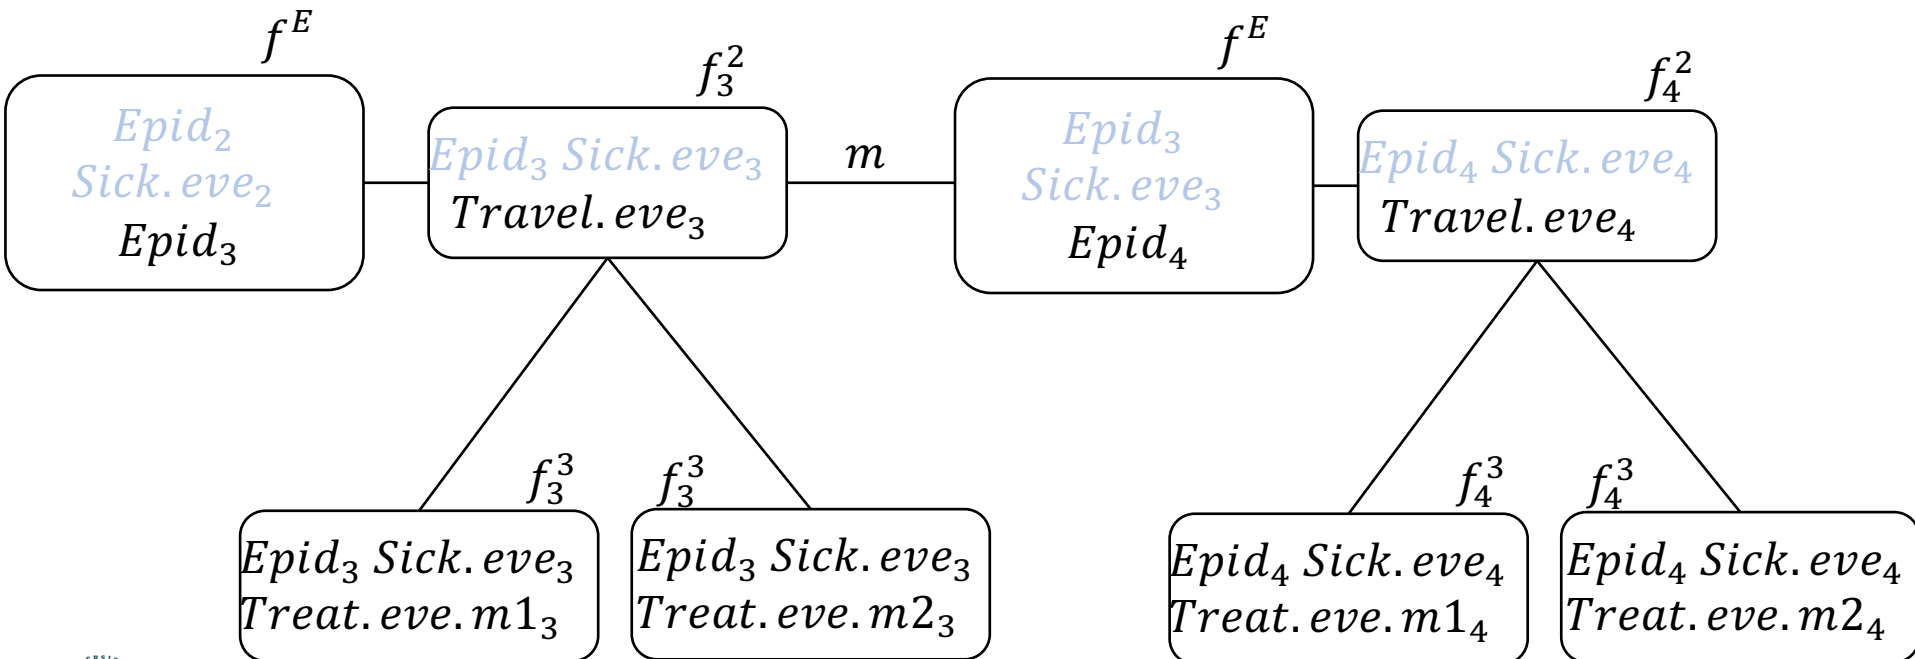 f^E
f_3^2
f^E
f_4^2
Epid_2
Sick.eve_2
Epid_3
Epid_3 Sick.eve_3
Travel.eve_3
m
Epid_3
Sick.eve_3
Epid_4
Epid_4 Sick.eve_4
Travel.eve_4
f_3^3
f_3^3
f_4^3
f_4^3
Epid_3 Sick.eve_3
Treat.eve.m1_3
Epid_3 Sick.eve_3
Treat.eve.m2_3
Epid_4 Sick.eve_4
Treat.eve.m1_4
Epid_4 Sick.eve_4
Treat.eve.m2_4